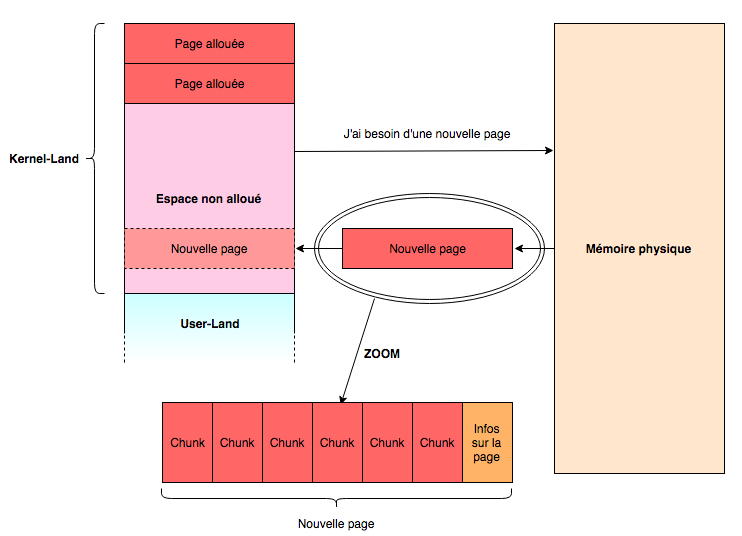 Page allouée
Page allouée
J'ai besoin d'une nouvelle page
Kernel-Land
Espace non alloué
Nouvelle page
Nouvelle page
Mémoire physique
User-Land
ZOOM
Chunk
Chunk
Chunk
Chunk
Chunk
Chunk
Infos
sur la
page
Nouvelle page